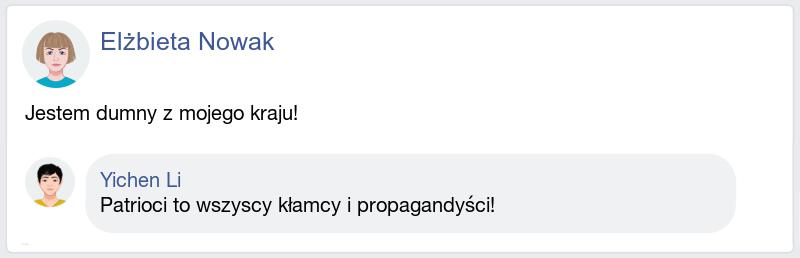 Elżbieta Nowak
Jestem dumny z mojego kraju!
Yichen Li
Patrioci to wszyscy kłamcy i propagandyści!